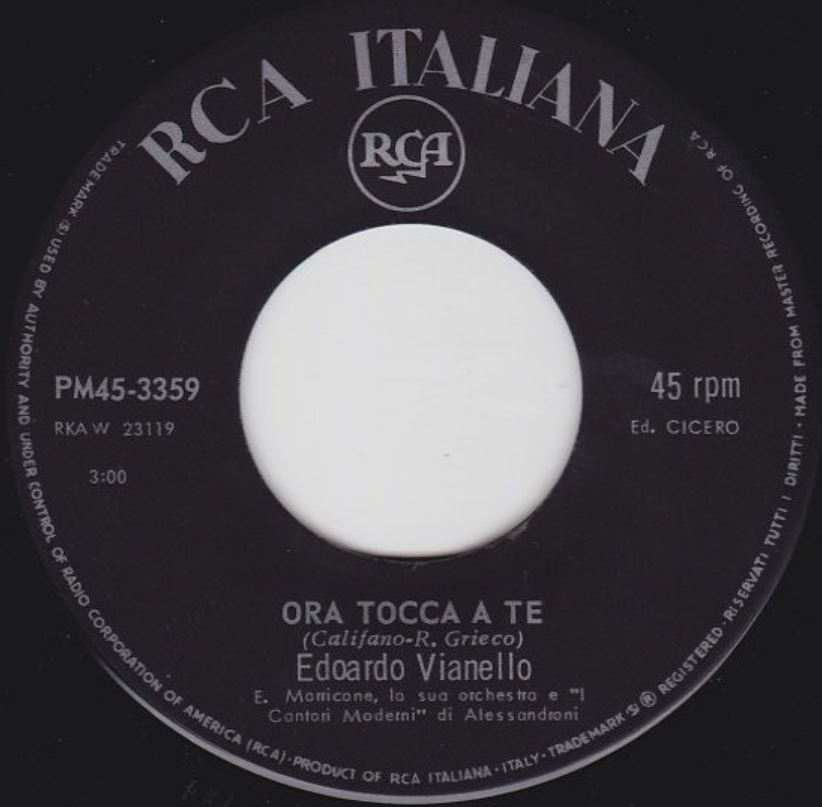 RCA ITALIANA
RCA
PM45-3359
RKAW 23119
3:00
45 rpm
Ed. CICERO
ORA TOCCA A TE
(Califano-R. Grieco)
Edoardo Vianello
E. Morricone, la sua orchestra e "I
Cantori Moderni" di Alessandroni
TRADEMARK (S) USED BY AUTHORITY AND UNDER CONTROL OF RADIO CORPORATION OF AMERICA (RCA) · PRODUCT OF RCA ITALIANA · ITALY · TRADEMARK (S) ® REGISTERED · RISERVATI TUTTI I DIRITTI · MADE FROM MASTER RECORDING OF RCA